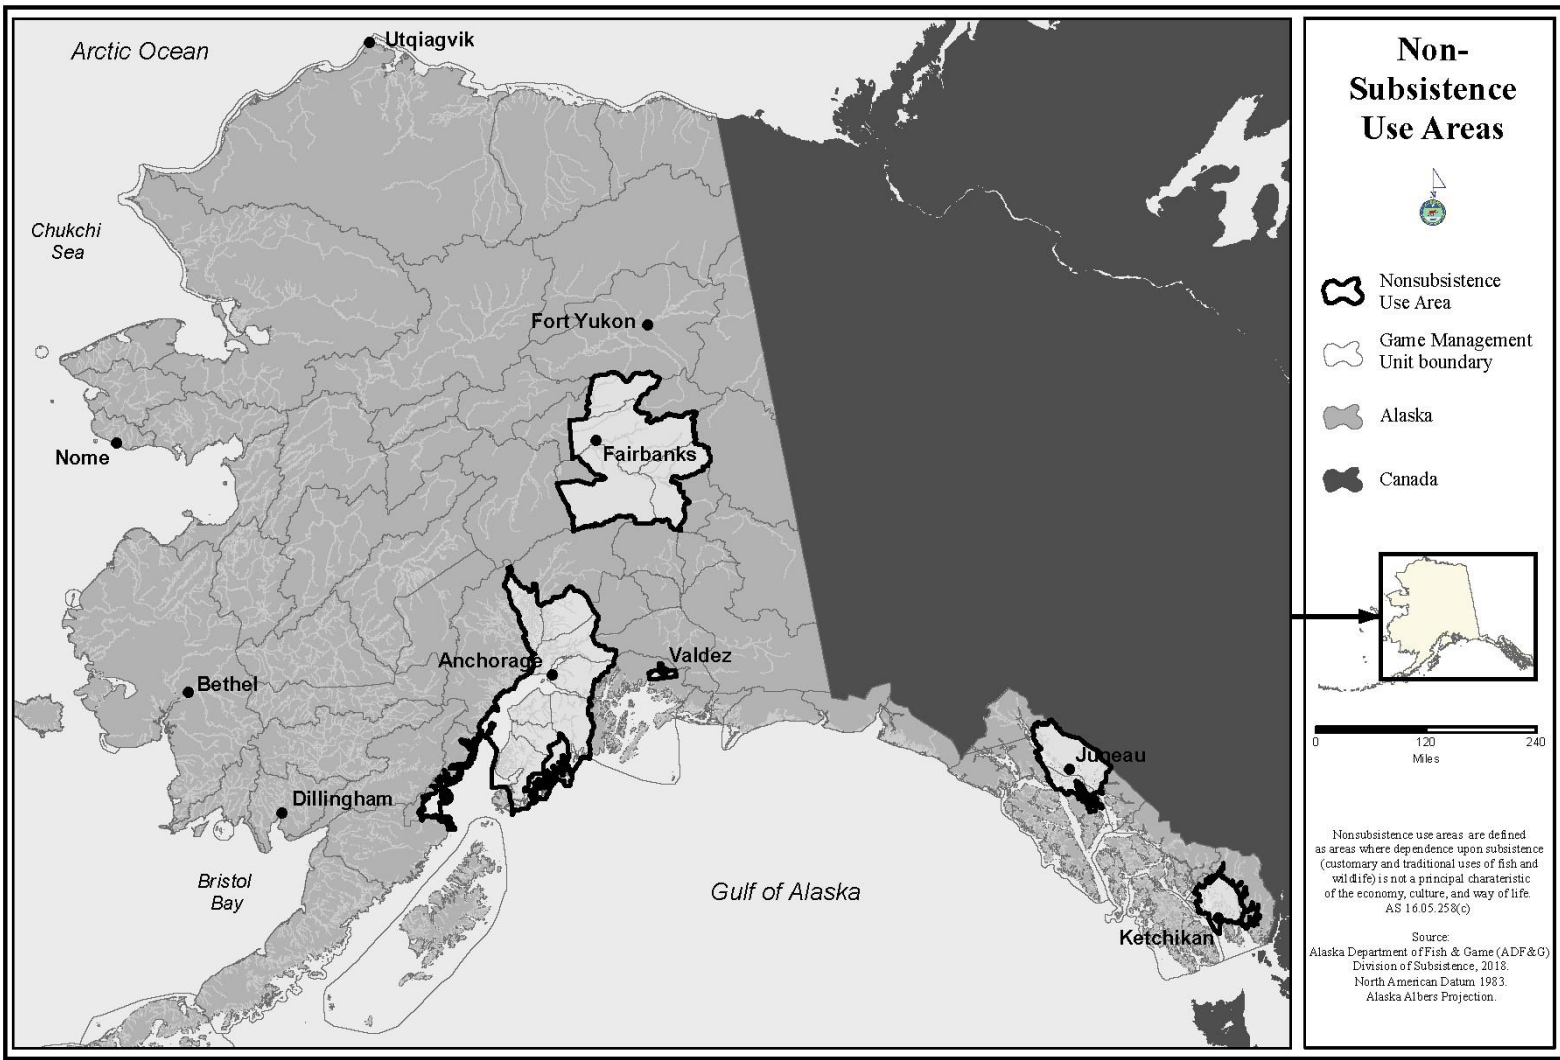 Arctic Ocean
Utqiagvik
Chukchi
Sea
Fort Yukon
Nome
Fairbanks
Anchorage
Valdez
Bethel
Dillingham
Juneau
Bristol
Bay
Gulf of Alaska
Ketchikan
Non-
Subsistence
Use Areas
N
Nonsubsistence
Use Area
Game Management
Unit boundary
Alaska
Canada
0 120 240
Miles
Nonsubsistence use areas are defined
as areas where dependence upon subsistence
(customary and traditional uses of fish and
wildlife) is not a principal charateristic
of the economy, culture, and way of life.
AS 16.05.258(c)
Source:
Alaska Department of Fish & Game (ADF&G)
Division of Subsistence, 2018.
North American Datum 1983.
Alaska Albers Projection.